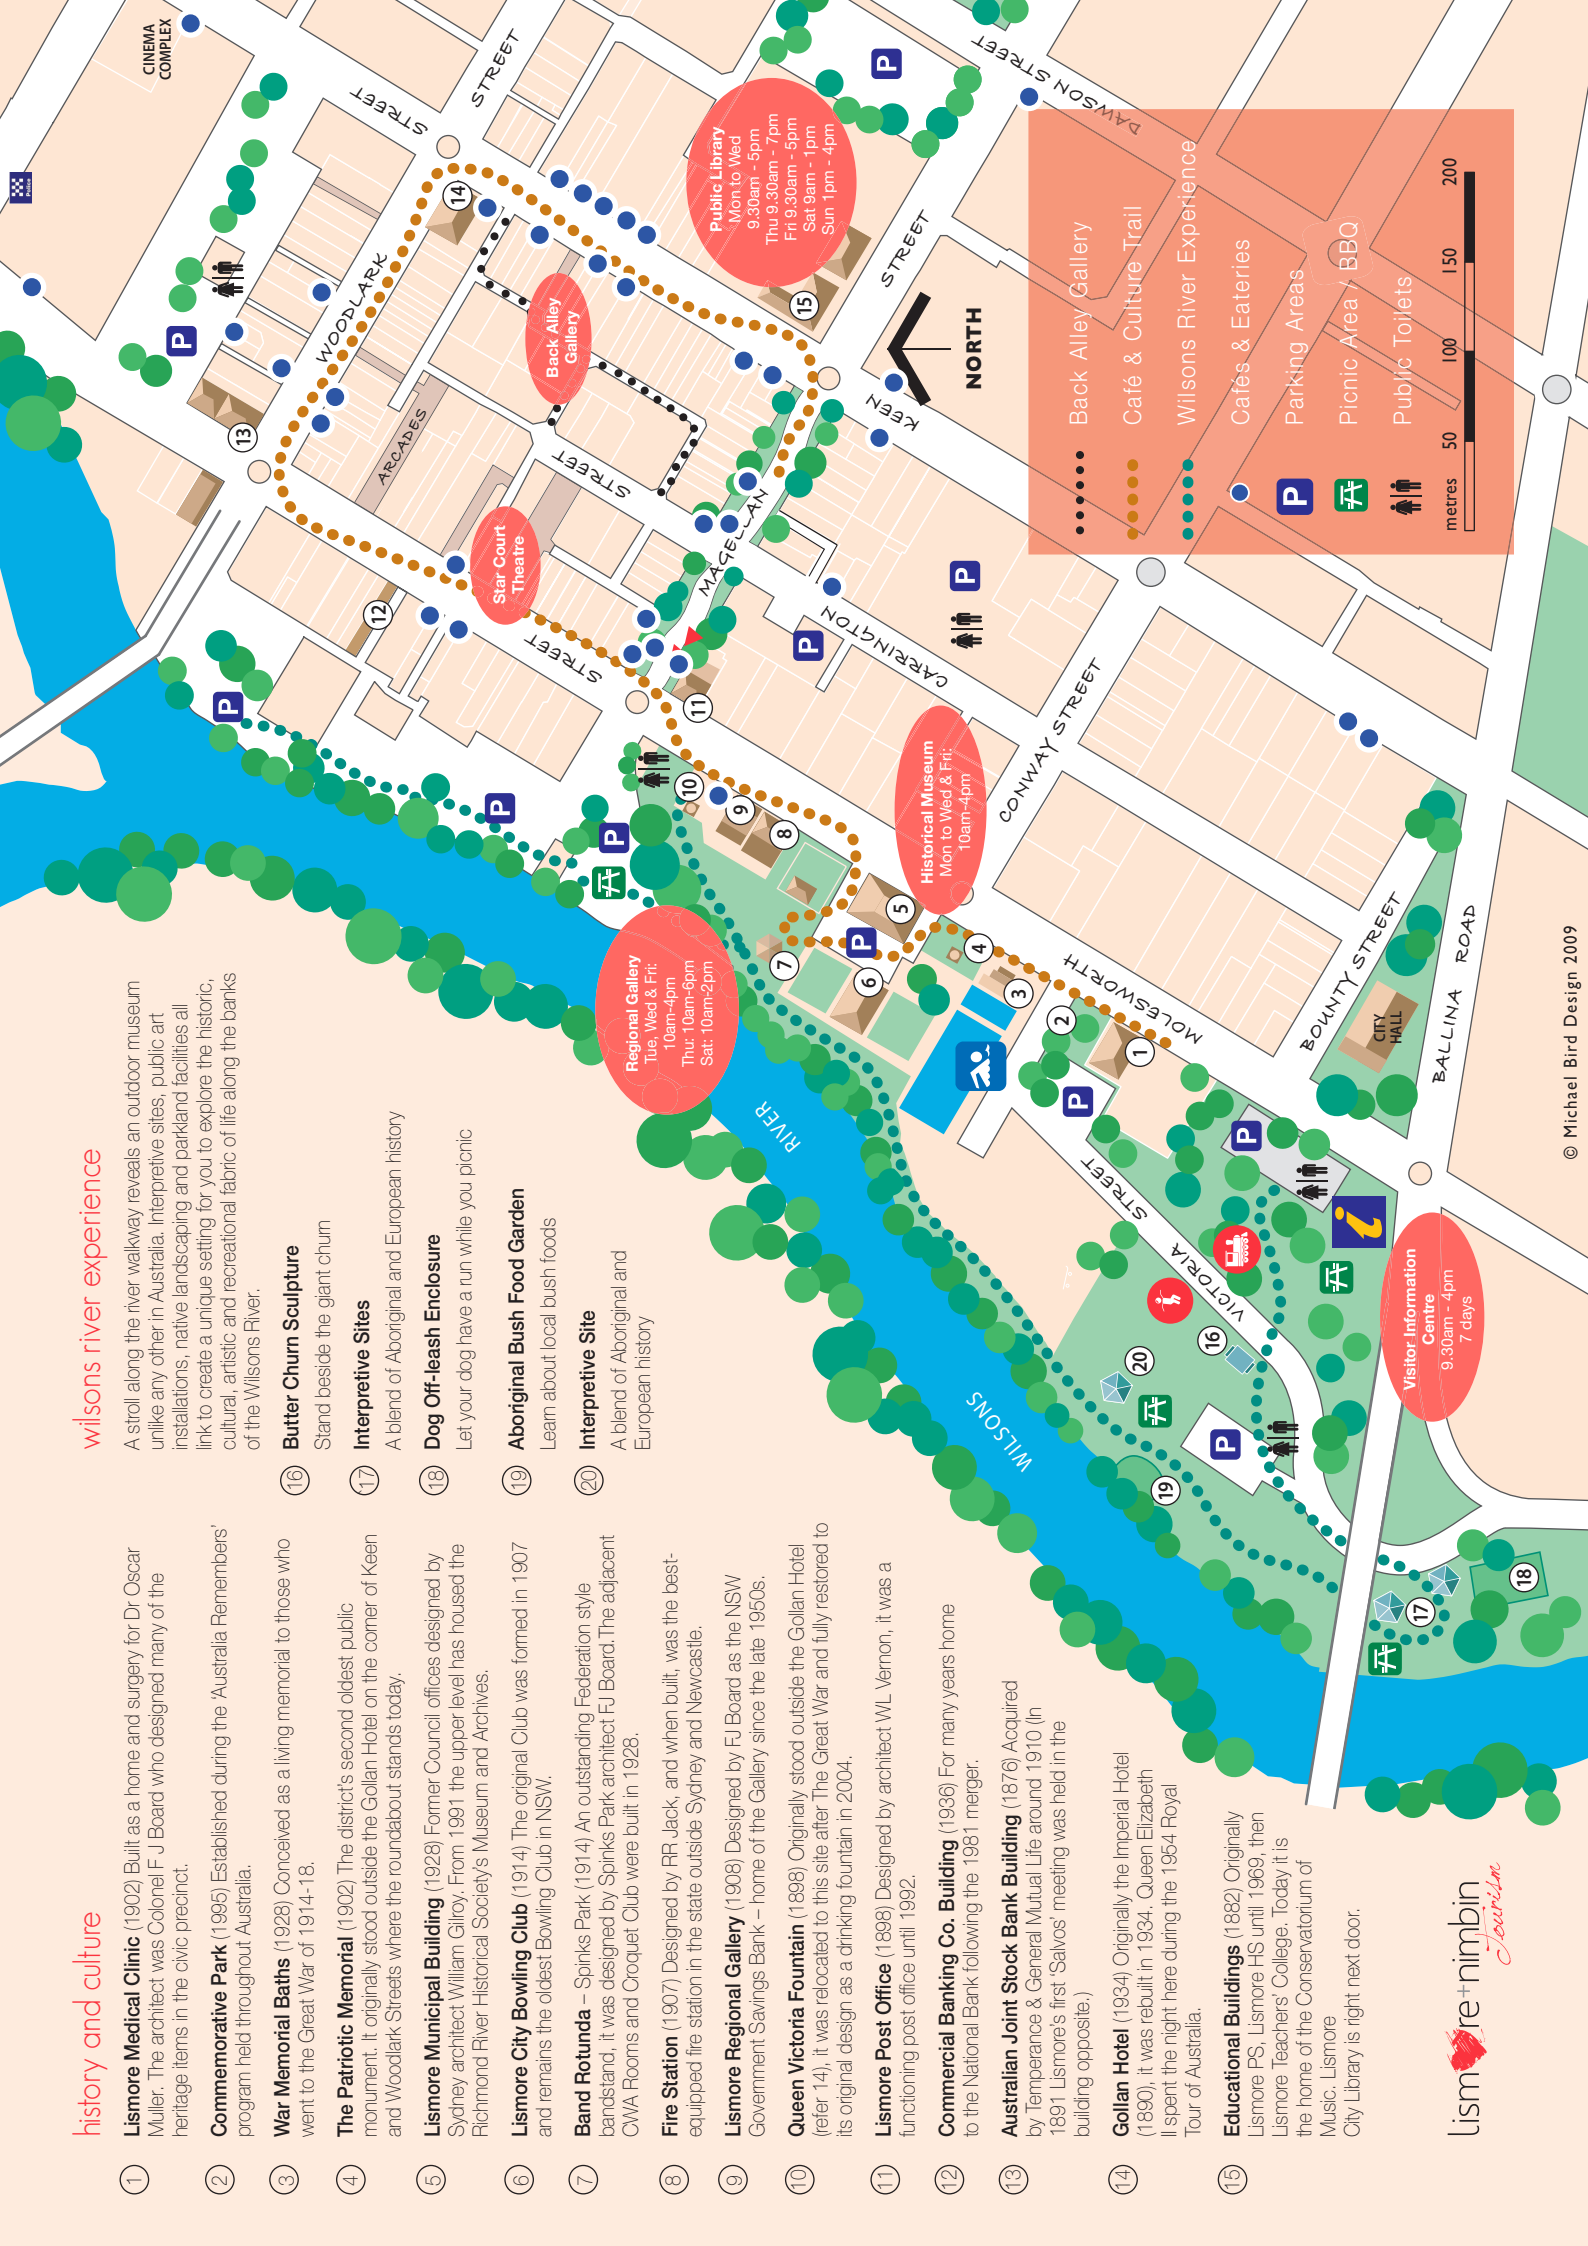 history and culture
1 Lismore Medical Clinic (1902) Built as a home and surgery for Dr Oscar
Muller. The architect was Colonel F J Board who designed many of the
heritage items in the civic precinct.
2 Commemorative Park (1995) Established during the ‘Australia Remembers’
program held throughout Australia.
3 War Memorial Baths (1928) Conceived as a living memorial to those who
went to the Great War of 1914-18.
4 The Patriotic Memorial (1902) The district’s second oldest public
monument. It originally stood outside the Gollan Hotel on the corner of Keen
and Woodlark Streets where the roundabout stands today.
5 Lismore Municipal Building (1928) Former Council offices designed by
Sydney architect William Gilroy. From 1991 the upper level has housed the
Richmond River Historical Society’s Museum and Archives.
6 Lismore City Bowling Club (1914) The original Club was formed in 1907
and remains the oldest Bowling Club in NSW.
7 Band Rotunda – Spinks Park (1914) An outstanding Federation style
bandstand, it was designed by Spinks Park architect FJ Board.The adjacent
CWA Rooms and Croquet Club were built in 1928.
8 Fire Station (1907) Designed by RR Jack, and when built, was the best-
equipped fire station in the state outside Sydney and Newcastle.
9 Lismore Regional Gallery (1908) Designed by FJ Board as the NSW
Government Savings Bank – home of the Gallery since the late 1950s.
10 Queen Victoria Fountain (1898) Originally stood outside the Gollan Hotel
(refer 14), it was relocated to this site after The Great War and fully restored to
its original design as a drinking fountain in 2004.
11 Lismore Post Office (1898) Designed by architect WL Vernon, it was a
functioning post office until 1992.
12 Commercial Banking Co. Building (1936) For many years home
to the National Bank following the 1981 merger.
13 Australian Joint Stock Bank Building (1876) Acquired
by Temperance & General Mutual Life around 1910 (In
1891 Lismore’s first ‘Salvos’ meeting was held in the
building opposite.)
14 Gollan Hotel (1934) Originally the Imperial Hotel
(1890), it was rebuilt in 1934. Queen Elizabeth
II spent the night here during the 1954 Royal
Tour of Australia.
15 Educational Buildings (1882) Originally
Lismore PS, Lismore HS until 1969, then
Lismore Teachers’ College. Today it is
the home of the Conservatorium of
Music. Lismore
City Library is right next door.
lismore+nimbin
Tourism
wilsons river experience
A stroll along the river walkway reveals an outdoor museum
unlike any other in Australia. Interpretive sites, public art
installations, native landscaping and parkland facilities all
link to create a unique setting for you to explore the historic,
cultural, artistic and recreational fabric of life along the banks
of the Wilsons River.
16 Butter Churn Sculpture
Stand beside the giant churn
17 Interpretive Sites
A blend of Aboriginal and European history
18 Dog Off-leash Enclosure
Let your dog have a run while you picnic
19 Aboriginal Bush Food Garden
Learn about local bush foods
20 Interpretive Site
A blend of Aboriginal and
European history
CINEMA
COMPLEX
Police
STREET
STREET
WOODLARK
ARCADES
STREET
STREET
MAGELLAN
STREET
KEEN
CARRINGTON
DAWSON STREET
CONWAY STREET
MOLESWORTH
BOUNTY STREET
BALLINA ROAD
CITY
HALL
VICTORIA STREET
WILSONS
RIVER
Public Library
Mon to Wed
9.30am - 5pm
Thu 9.30am - 7pm
Fri 9.30am - 5pm
Sat 9am - 1pm
Sun 1pm - 4pm
Back Alley
Gallery
Star Court
Theatre
Historical Museum
Mon to Wed & Fri:
10am-4pm
Regional Gallery
Tue, Wed & Fri:
10am-4pm
Thu: 10am-6pm
Sat: 10am-2pm
Visitor Information
Centre
9.30am - 4pm
7 days
1
2
3
4
5
6
7
8
9
10
11
12
13
14
15
16
17
18
19
20
P
P
P
P
P
P
P
P
P
P
P
P
i
NORTH
Back Alley Gallery
Café & Culture Trail
Wilsons River Experience
Cafés & Eateries
P Parking Areas
Picnic Area / BBQ
Public Toilets
metres 50 100 150 200
© Michael Bird Design 2009